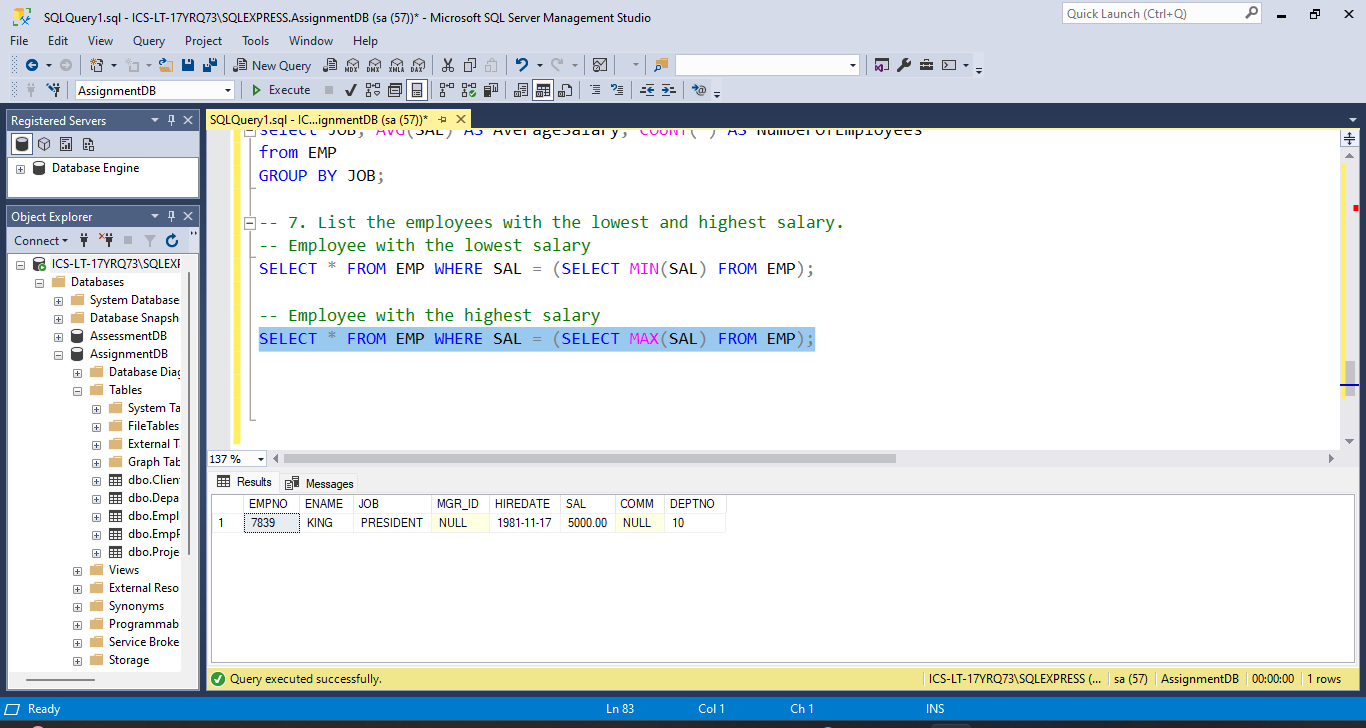 SQLQuery1.sql - ICS-LT-17YRQ73\SQLEXPRESS.AssignmentDB (sa (57))* - Microsoft SQL Server Management Studio
Quick Launch (Ctrl+Q)
File Edit View Query Project Tools Window Help
New Query MDX DMX XMLA DAX
AssignmentDB Execute
Registered Servers
Database Engine
Object Explorer
Connect
ICS-LT-17YRQ73\SQLEXF
Databases
System Database
Database Snapsh
AssessmentDB
AssignmentDB
Database Diag
Tables
System Ta
FileTables
External T
Graph Tab
dbo.Clien
dbo.Depa
dbo.Empl
dbo.EmpF
dbo.Proje
Views
External Reso
Synonyms
Programmab
Service Broke
Storage
SQLQuery1.sql - IC...ignmentDB (sa (57))*
select JOB, AVG(SAL) AS AverageSalary, COUNT(*) AS NumberOfEmployees
from EMP
GROUP BY JOB;
-- 7. List the employees with the lowest and highest salary.
-- Employee with the lowest salary
SELECT * FROM EMP WHERE SAL = (SELECT MIN(SAL) FROM EMP);
-- Employee with the highest salary
SELECT * FROM EMP WHERE SAL = (SELECT MAX(SAL) FROM EMP);
137 %
Results Messages
EMPNO ENAME JOB MGR_ID HIREDATE SAL COMM DEPTNO
1 7839 KING PRESIDENT NULL 1981-11-17 5000.00 NULL 10
Query executed successfully. ICS-LT-17YRQ73\SQLEXPRESS (... sa (57) AssignmentDB 00:00:00 1 rows
Ready Ln 83 Col 1 Ch 1 INS